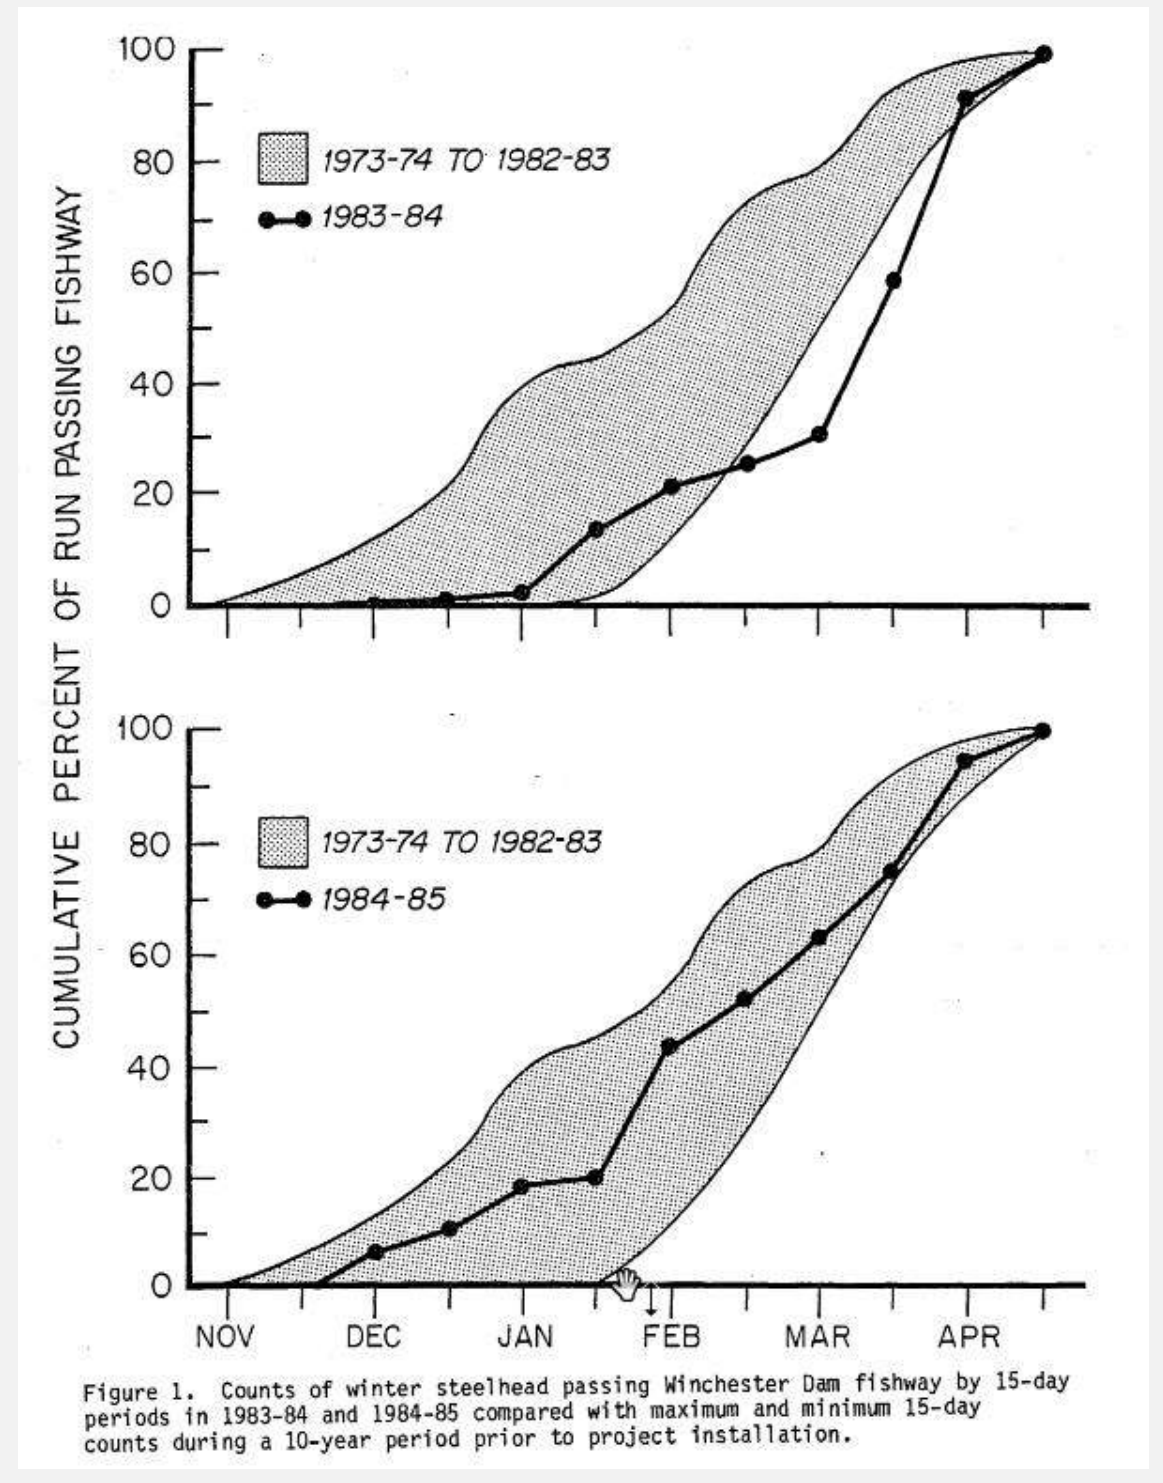 CUMULATIVE PERCENT OF RUN PASSING FISHWAY
100
80
60
40
20
0
1973-74 TO 1982-83
1983-84
100
80
60
40
20
0
1973-74 TO 1982-83
1984-85
NOV DEC JAN FEB MAR APR
Figure 1. Counts of winter steelhead passing Winchester Dam fishway by 15-day
periods in 1983-84 and 1984-85 compared with maximum and minimum 15-day
counts during a 10-year period prior to project installation.